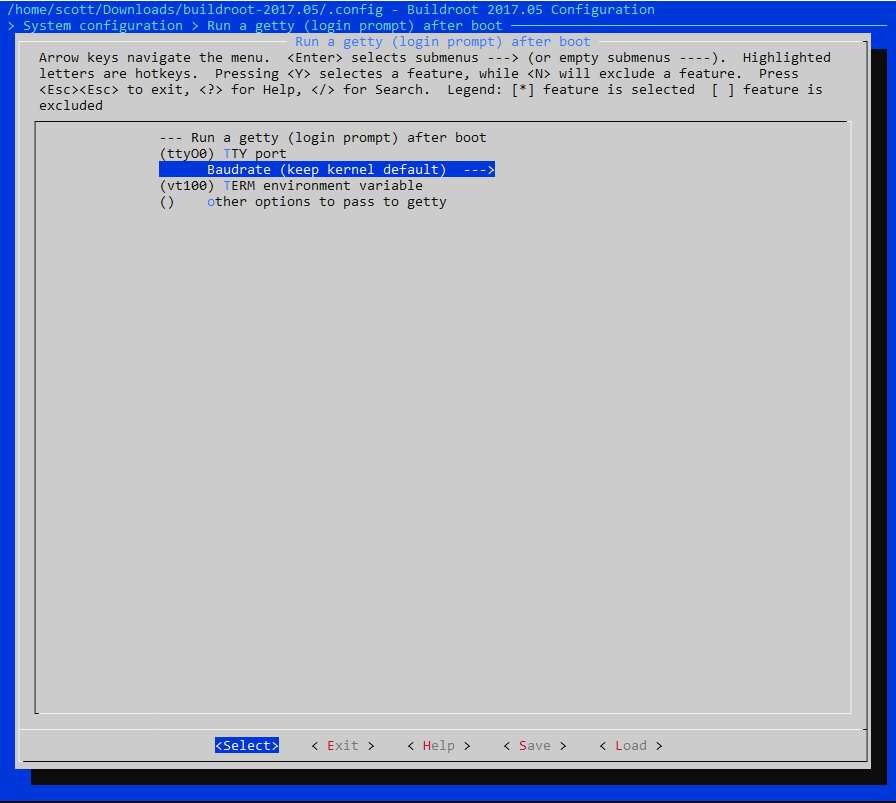 /home/scott/Downloads/buildroot-2017.05/.config - Buildroot 2017.05 Configuration
> System configuration > Run a getty (login prompt) after boot
Run a getty (login prompt) after boot
Arrow keys navigate the menu.  <Enter> selects submenus ---> (or empty submenus ----).  Highlighted
letters are hotkeys.  Pressing <Y> selectes a feature, while <N> will exclude a feature.  Press
<Esc><Esc> to exit, <?> for Help, </> for Search.  Legend: [*] feature is selected  [ ] feature is
excluded
--- Run a getty (login prompt) after boot
(ttyO0) TTY port
Baudrate (keep kernel default)  --->
(vt100) TERM environment variable
()    other options to pass to getty
<Select>    < Exit >    < Help >    < Save >    < Load >